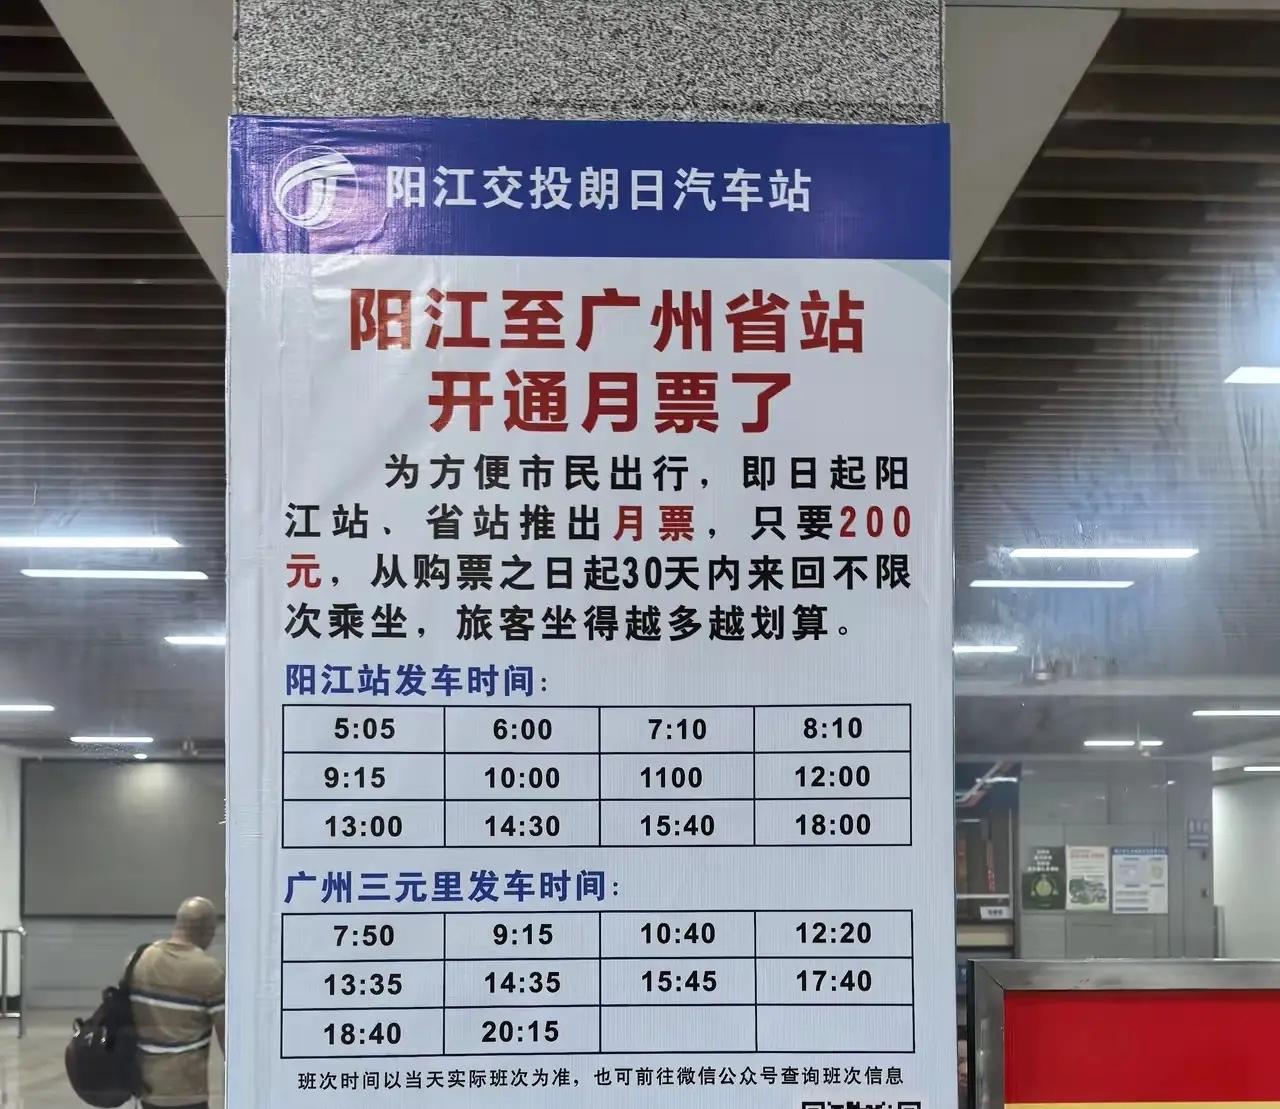 阳江交投朗日汽车站
阳江至广州省站
开通月票了
为方便市民出行，即日起阳
江站、省站推出月票，只要200
元，从购票之日起30天内来回不限
次乘坐，旅客坐得越多越划算。
阳江站发车时间：
5:05 6:00 7:10 8:10
9:15 10:00 1100 12:00
13:00 14:30 15:40 18:00
广州三元里发车时间：
7:50 9:15 10:40 12:20
13:35 14:35 15:45 17:40
18:40 20:15
班次时间以当天实际班次为准，也可前往微信公众号查询班次信息